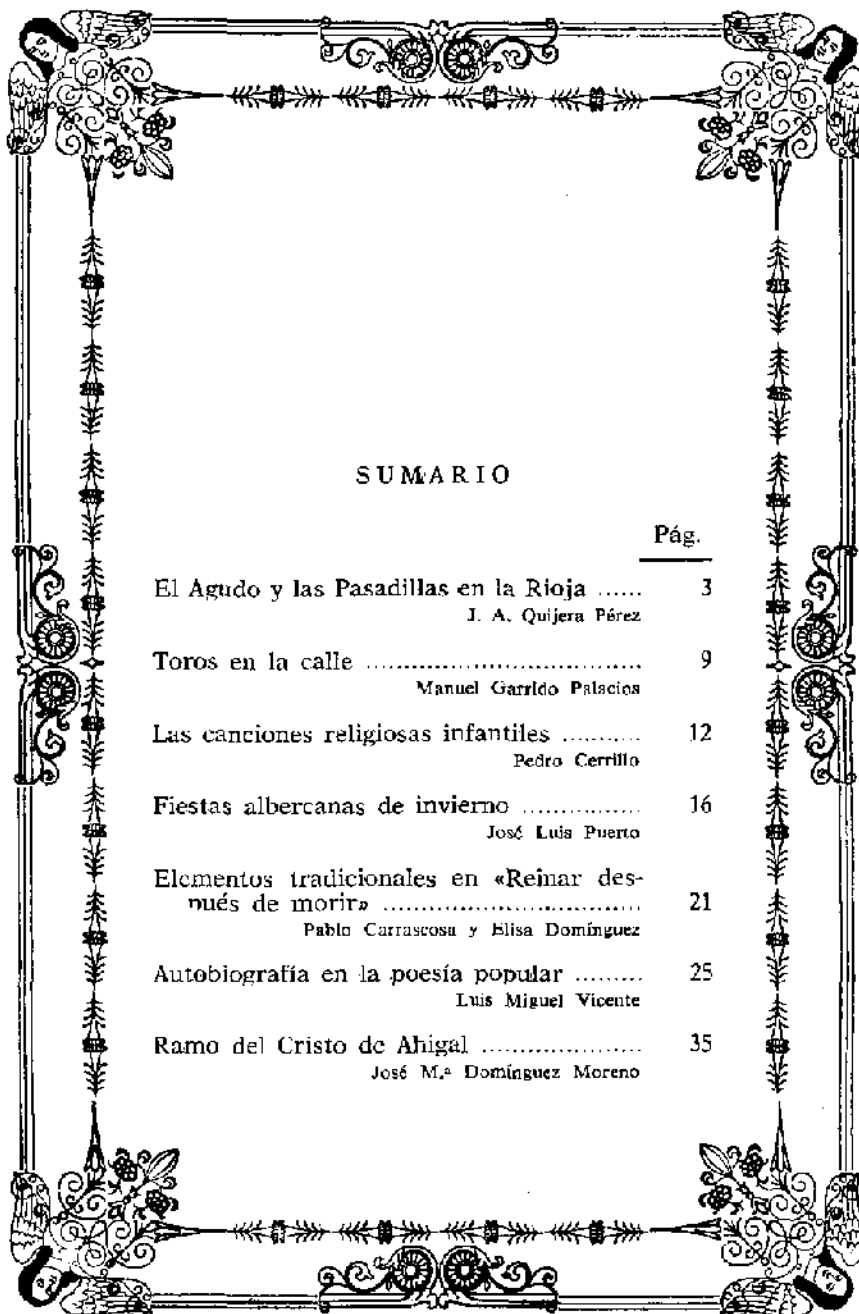 SUMARIO
Pág.
El Agudo y las Pasadillas en la Rioja ...... 3
J. A. Quijera Pérez
Toros en la calle .................................. 9
Manuel Garrido Palacios
Las canciones religiosas infantiles .......... 12
Pedro Cerrillo
Fiestas albercanas de invierno ................ 16
José Luis Puerto
Elementos tradicionales en «Reinar des-
pués de morir» .................................. 21
Pablo Carrascosa y Elisa Domínguez
Autobiografía en la poesía popular ......... 25
Luis Miguel Vicente
Ramo del Cristo de Ahigal ..................... 35
José M.ª Domínguez Moreno